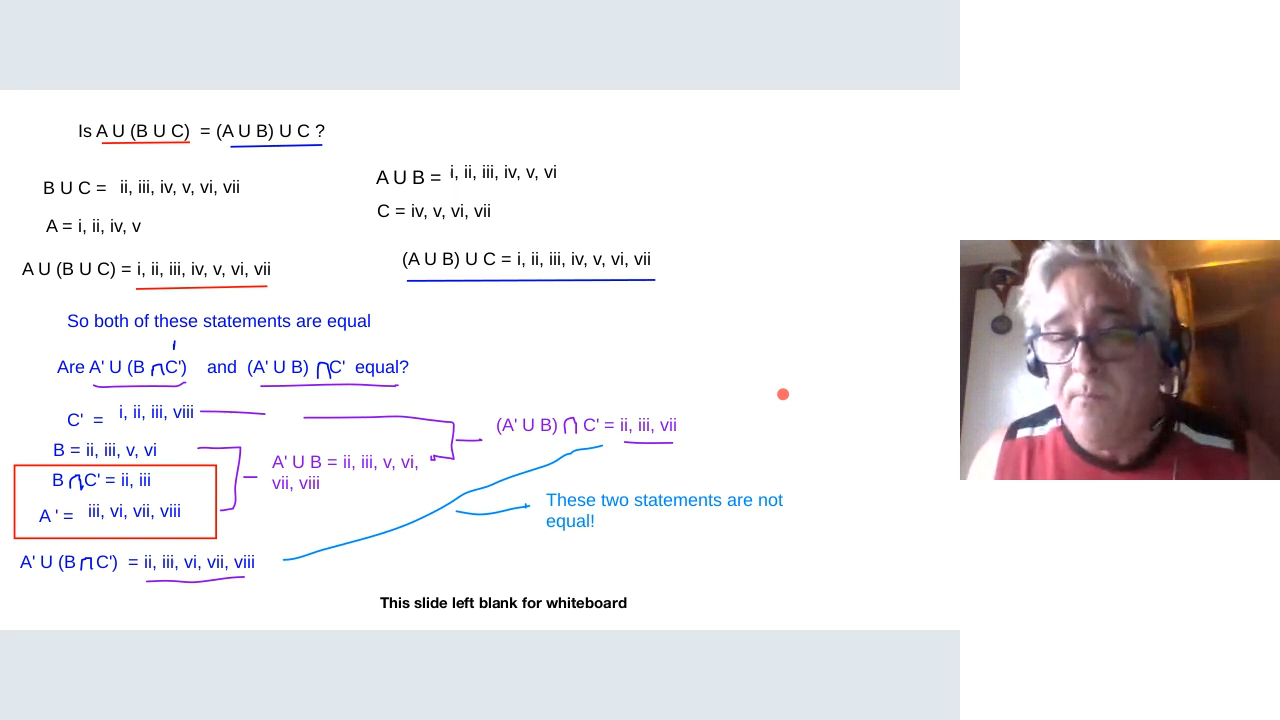 Is A U (B U C) = (A U B) U C ?
B U C = ii, iii, iv, v, vi, vii
A = i, ii, iv, v
A U (B U C) = i, ii, iii, iv, v, vi, vii
A U B = i, ii, iii, iv, v, vi
C = iv, v, vi, vii
(A U B) U C = i, ii, iii, iv, v, vi, vii
So both of these statements are equal
Are A' U (B ∩ C') and (A' U B) ∩ C' equal?
C' = i, ii, iii, viii
B = ii, iii, v, vi
B ∩ C' = ii, iii
A ' = iii, vi, vii, viii
A' U (B ∩ C') = ii, iii, vi, vii, viii
A' U B = ii, iii, v, vi,
vii, viii
(A' U B) ∩ C' = ii, iii, vii
These two statements are not
equal!
This slide left blank for whiteboard